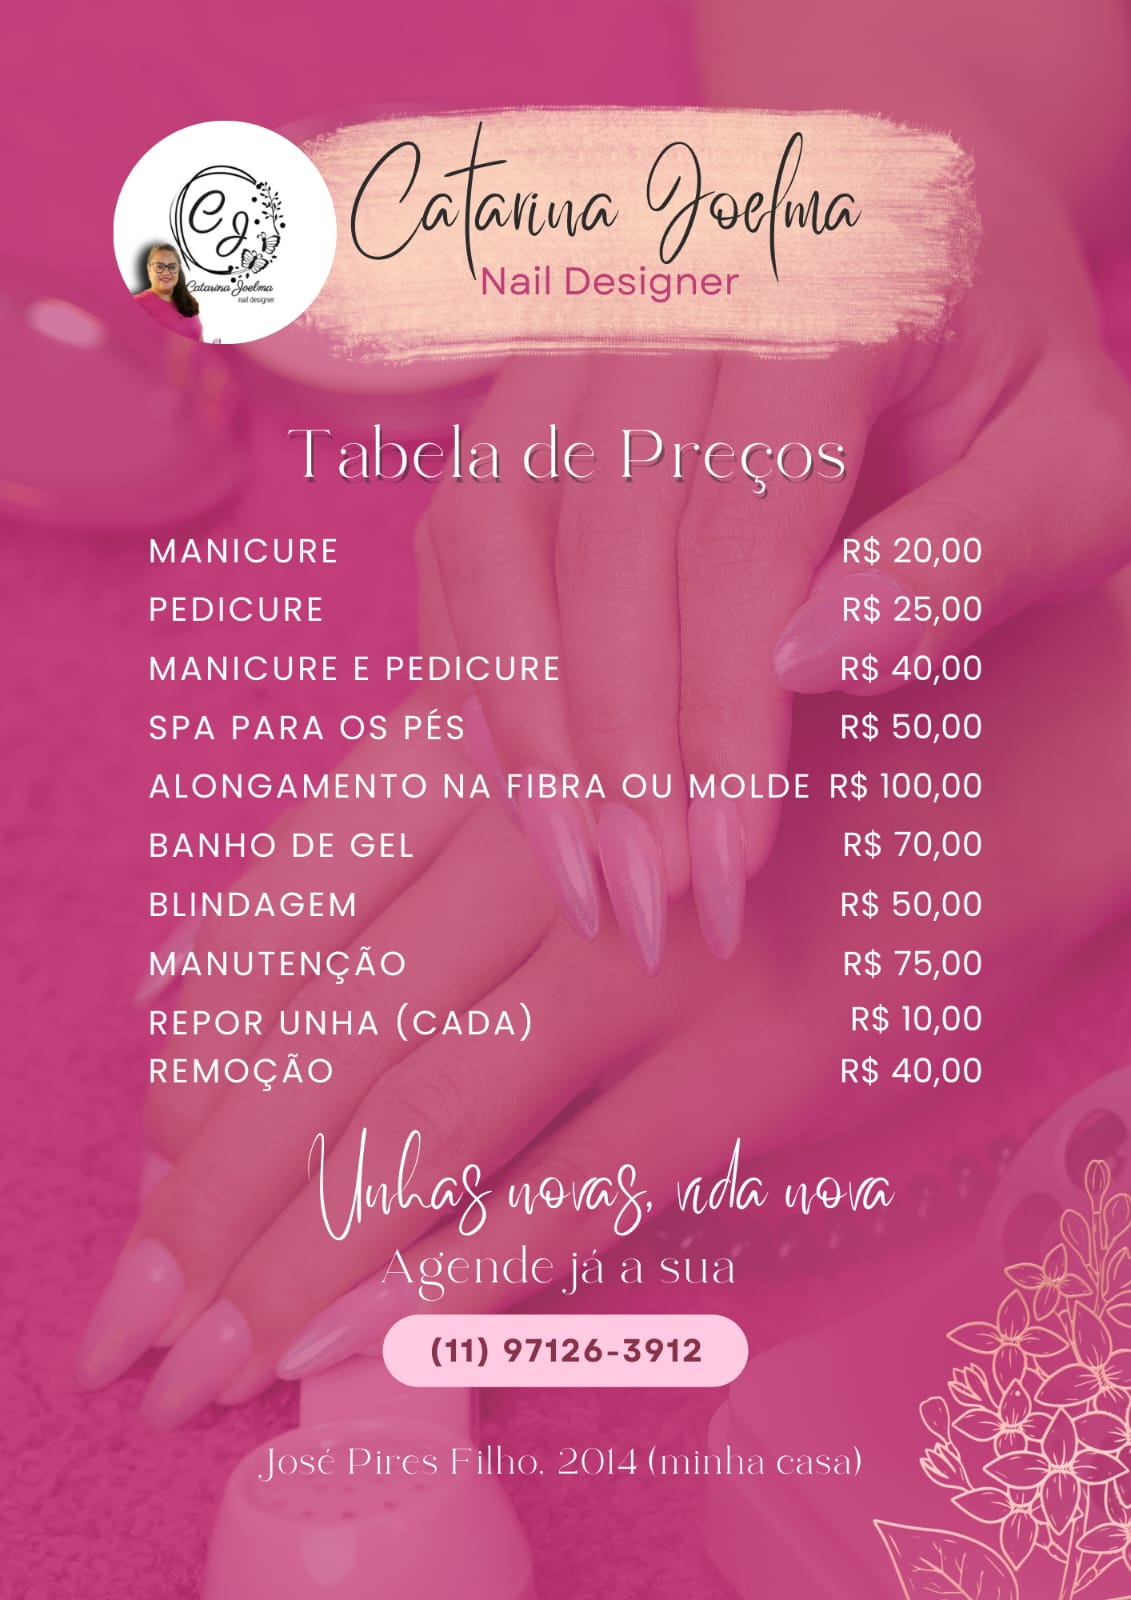 CJ
Catarina Joelma
nail designer
Catarina Joelma
Nail Designer
Tabela de Preços
MANICURE R$ 20,00
PEDICURE R$ 25,00
MANICURE E PEDICURE R$ 40,00
SPA PARA OS PÉS R$ 50,00
ALONGAMENTO NA FIBRA OU MOLDE R$ 100,00
BANHO DE GEL R$ 70,00
BLINDAGEM R$ 50,00
MANUTENÇÃO R$ 75,00
REPOR UNHA (CADA) R$ 10,00
REMOÇÃO R$ 40,00
Unhas novas, vida nova
Agende já a sua
(11) 97126-3912
José Pires Filho, 2014 (minha casa)